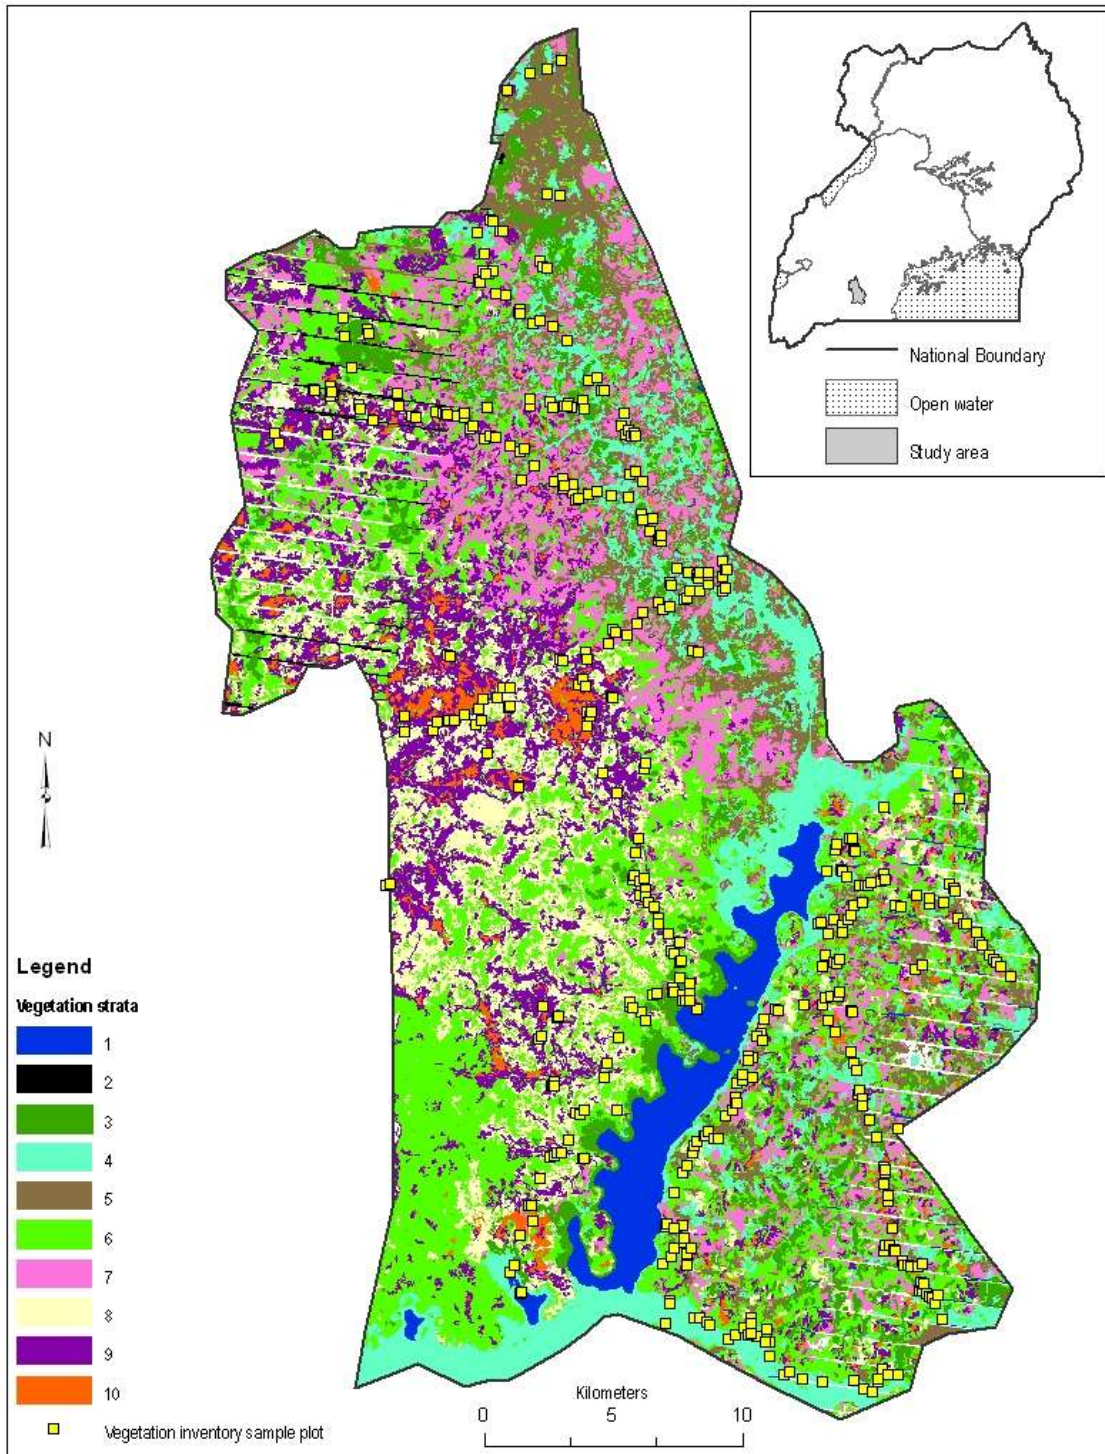 National Boundary
Open water
Study area
N
Legend
Vegetation strata
1
2
3
4
5
6
7
8
9
10
Vegetation inventory sample plot
Kilometers
0 5 10